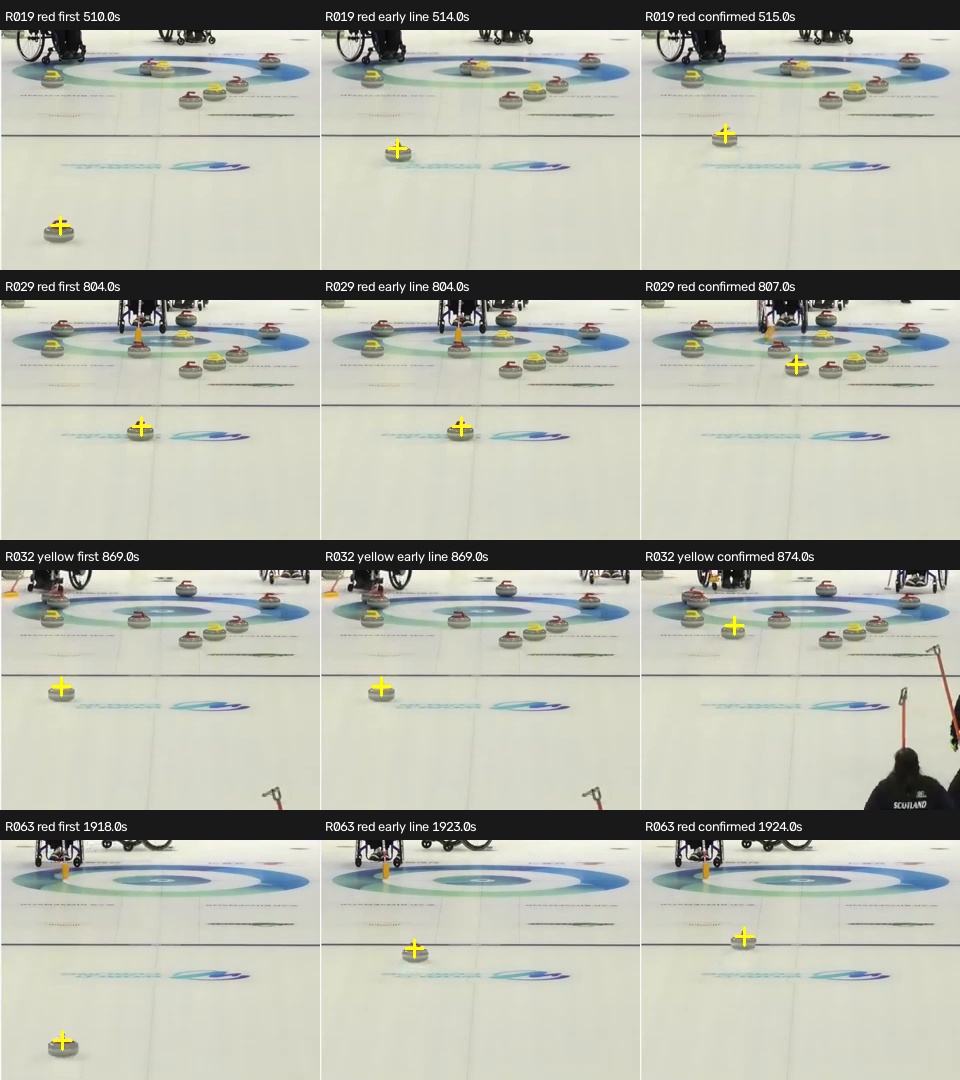 R019 red first 510.0s
R019 red early line 514.0s
R019 red confirmed 515.0s
R029 red first 804.0s
R029 red early line 804.0s
R029 red confirmed 807.0s
R032 yellow first 869.0s
R032 yellow early line 869.0s
R032 yellow confirmed 874.0s
SCOTLAND
R063 red first 1918.0s
R063 red early line 1923.0s
R063 red confirmed 1924.0s